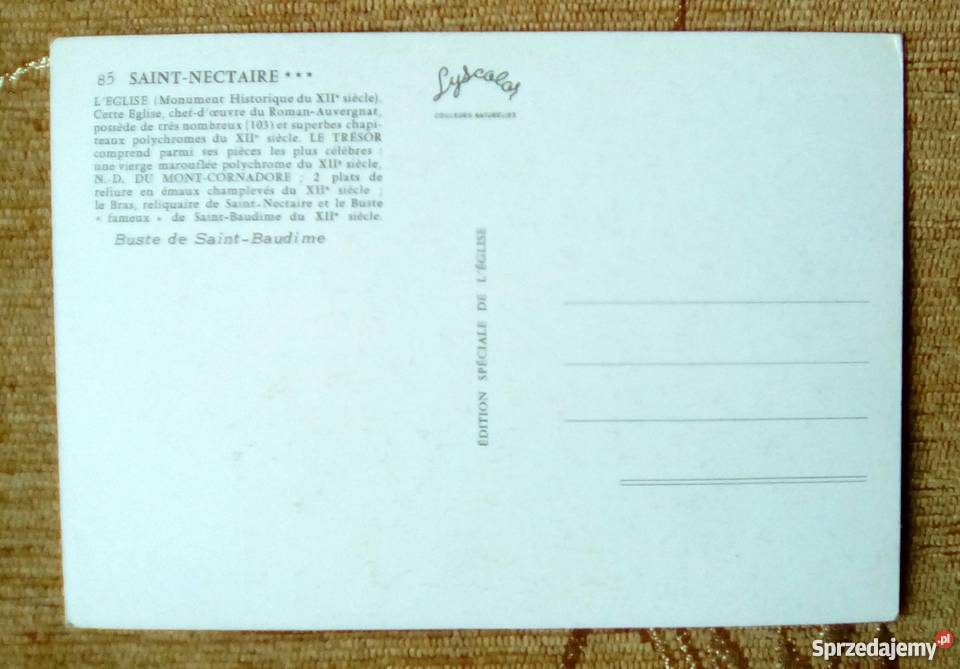 85 SAINT-NECTAIRE ***
L'EGLISE (Monument Historique du XIIe siècle).
Cette Eglise, chef-d'œuvre du Roman-Auvergnat,
possède de très nombreux (103) et superbes chapi-
teaux polychromes du XIIe siècle. LE TRÉSOR
comprend parmi ses pièces les plus célèbres :
une vierge marouflée polychrome du XIIe siècle,
N.-D. DU MONT-CORNADORE ; 2 plats de
reliure en émaux champlevés du XIIe siècle ;
le Bras, reliquaire de Saint-Nectaire et le Buste
« fameux » de Saint-Baudime du XIIe siècle.
Buste de Saint-Baudime
Lyscolor
COULEURS NATURELLES
ÉDITION SPÉCIALE DE L'ÉGLISE
Sprzedajemy.pl